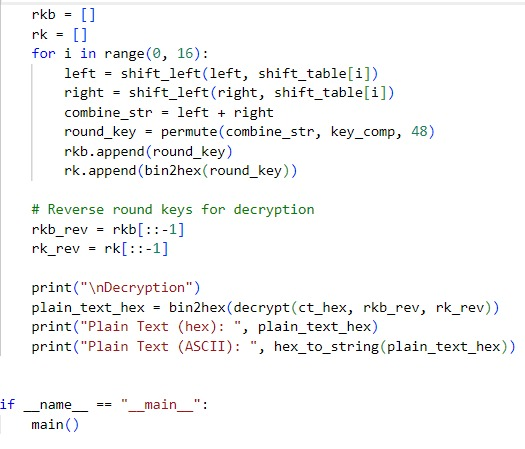 rkb = []
    rk = []
    for i in range(0, 16):
        left = shift_left(left, shift_table[i])
        right = shift_left(right, shift_table[i])
        combine_str = left + right
        round_key = permute(combine_str, key_comp, 48)
        rkb.append(round_key)
        rk.append(bin2hex(round_key))

    # Reverse round keys for decryption
    rkb_rev = rkb[::-1]
    rk_rev = rk[::-1]

    print("\nDecryption")
    plain_text_hex = bin2hex(decrypt(ct_hex, rkb_rev, rk_rev))
    print("Plain Text (hex): ", plain_text_hex)
    print("Plain Text (ASCII): ", hex_to_string(plain_text_hex))


if __name__ == "__main__":
    main()